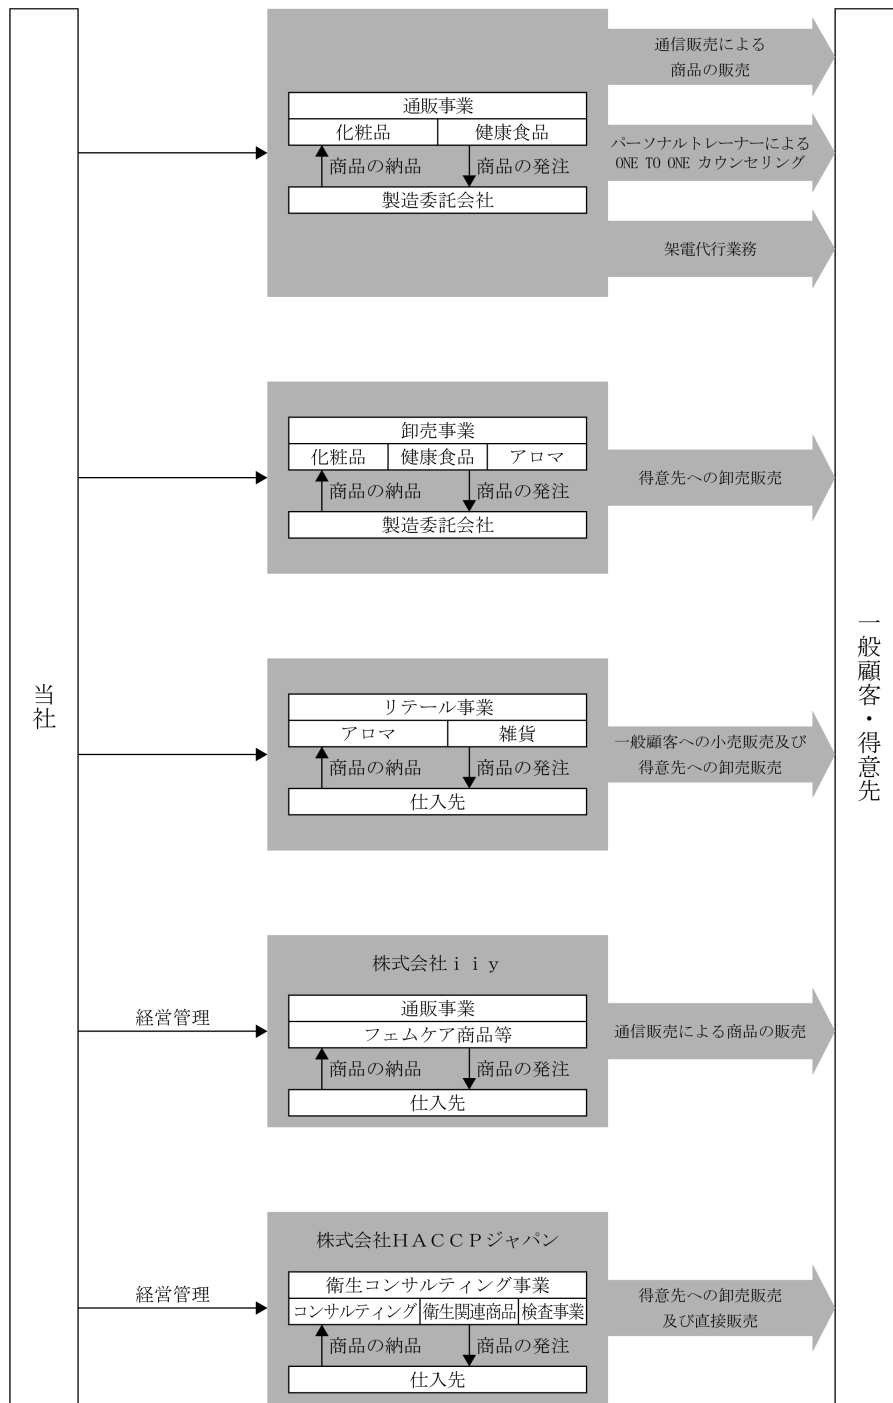 当社
通販事業
化粧品
健康食品
商品の納品
商品の発注
製造委託会社
通信販売による
商品の販売
パーソナルトレーナーによる
ONE TO ONE カウンセリング
架電代行業務
卸売事業
化粧品
健康食品
アロマ
商品の納品
商品の発注
製造委託会社
得意先への卸売販売
リテール事業
アロマ
雑貨
商品の納品
商品の発注
仕入先
一般顧客への小売販売及び
得意先への卸売販売
経営管理
株式会社ｉｉｙ
通販事業
フェムケア商品等
商品の納品
商品の発注
仕入先
通信販売による商品の販売
経営管理
株式会社ＨＡＣＣＰジャパン
衛生コンサルティング事業
コンサルティング
衛生関連商品
検査事業
商品の納品
商品の発注
仕入先
得意先への卸売販売
及び直接販売
一般顧客・得意先